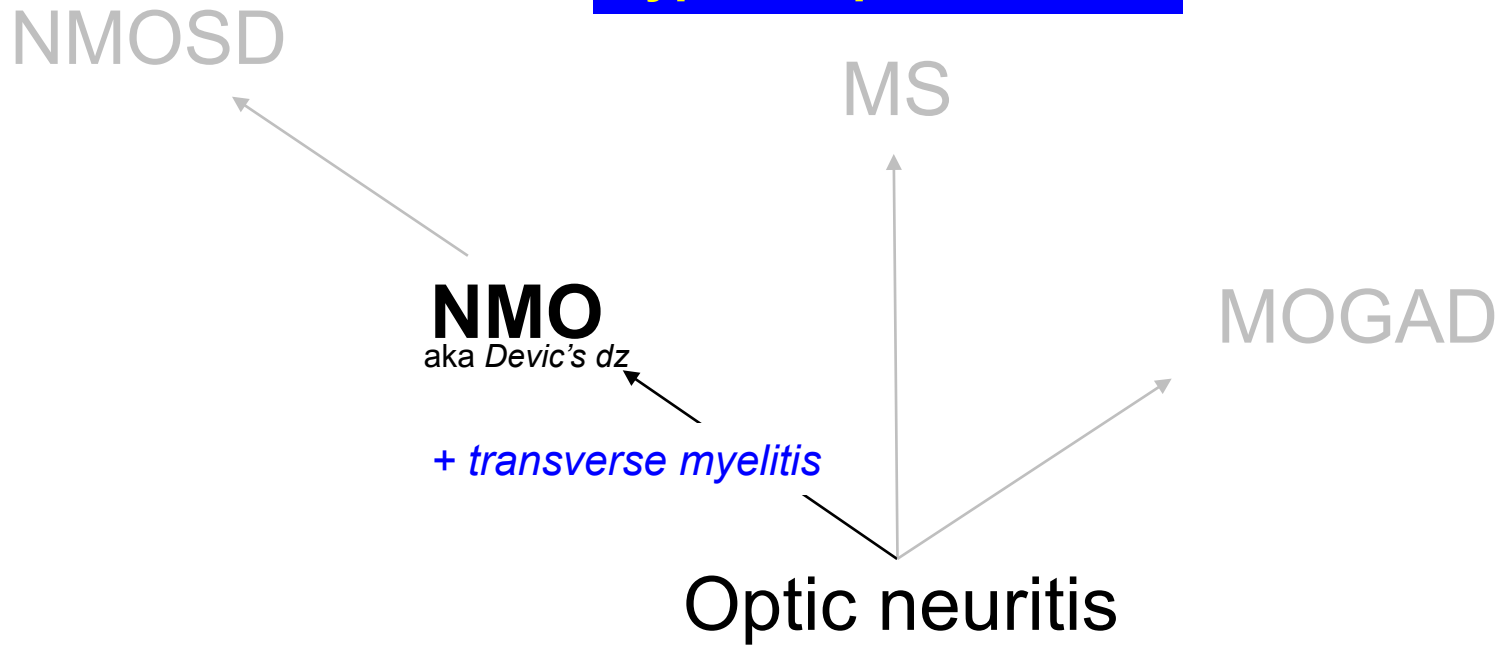 NMOSD
MS
NMO
aka Devic's dz
MOGAD
+ transverse myelitis
Optic neuritis